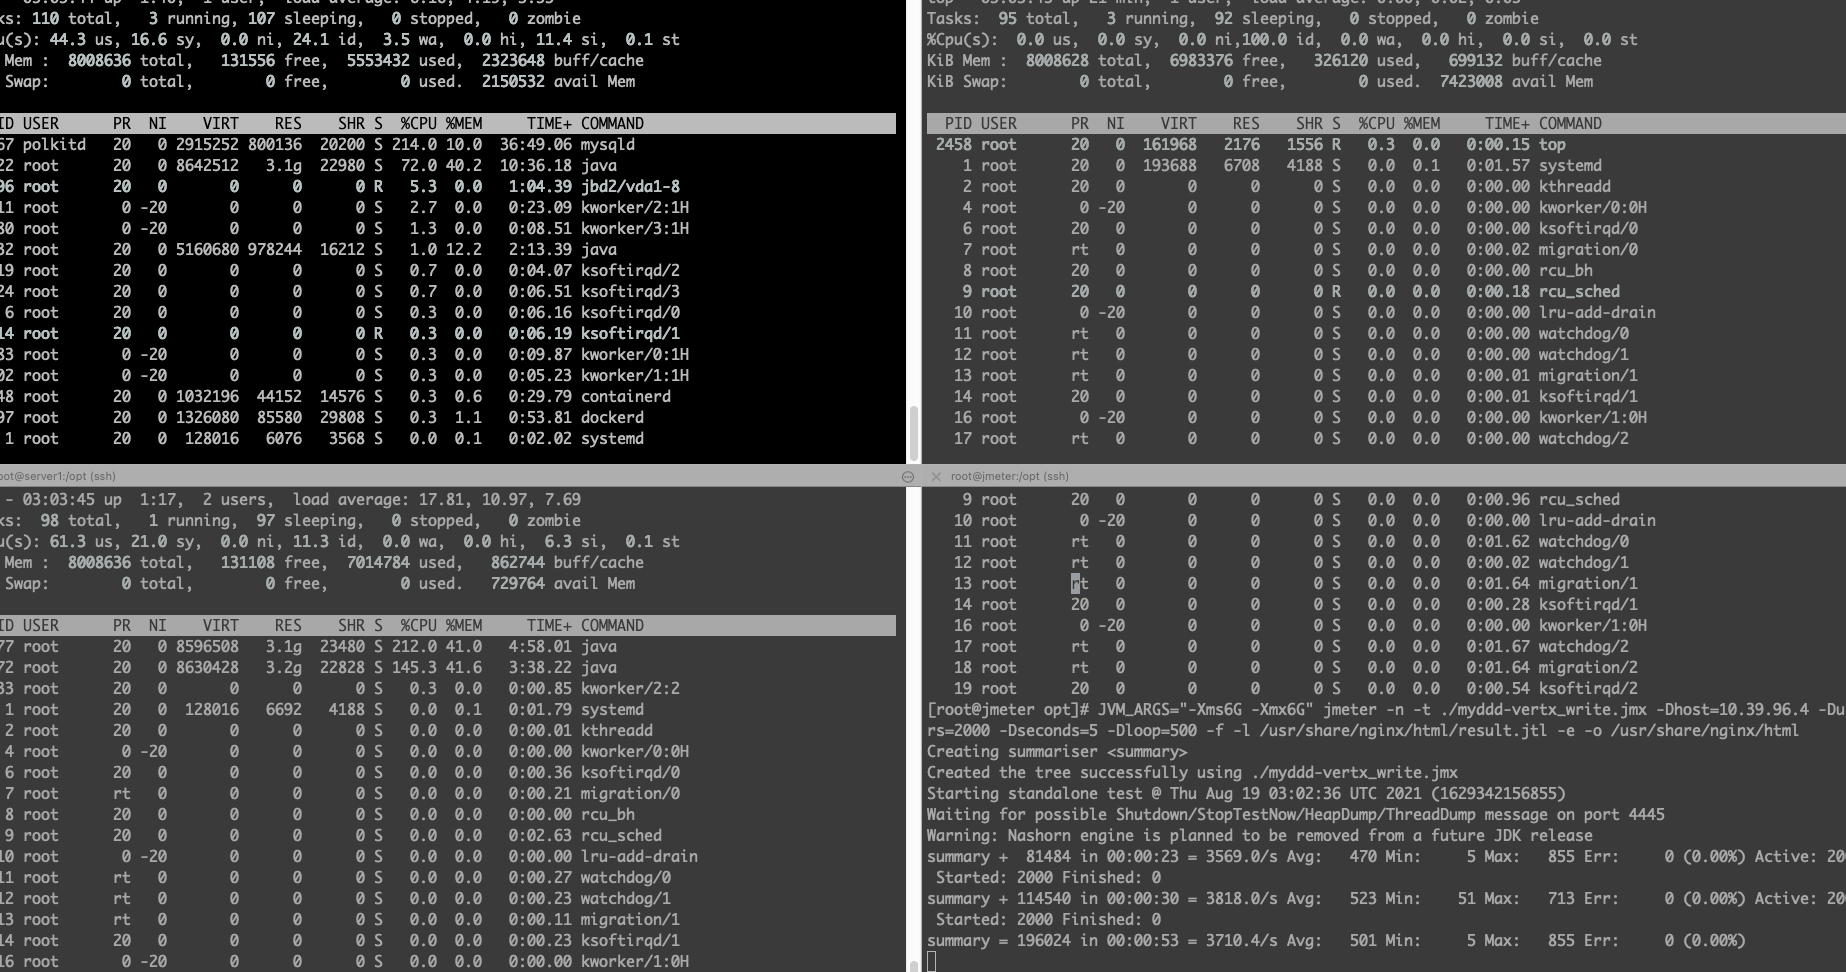 ks: 110 total,   3 running, 107 sleeping,   0 stopped,   0 zombie
u(s): 44.3 us, 16.6 sy,  0.0 ni, 24.1 id,  3.5 wa,  0.0 hi, 11.4 si,  0.1 st
Mem :  8008636 total,   131556 free,  5553432 used,  2323648 buff/cache
Swap:        0 total,        0 free,        0 used.  2150532 avail Mem
ID USER      PR  NI    VIRT    RES    SHR S  %CPU %MEM     TIME+ COMMAND
67 polkitd   20   0 2915252 800136  20200 S 214.0 10.0  36:49.06 mysqld
22 root      20   0 8642512   3.1g  22980 S  72.0 40.2  10:36.18 java
96 root      20   0       0      0      0 R   5.3  0.0   1:04.39 jbd2/vda1-8
11 root       0 -20       0      0      0 S   2.7  0.0   0:23.09 kworker/2:1H
80 root       0 -20       0      0      0 S   1.3  0.0   0:08.51 kworker/3:1H
32 root      20   0 5160680 978244  16212 S   1.0 12.2   2:13.39 java
19 root      20   0       0      0      0 S   0.7  0.0   0:04.07 ksoftirqd/2
24 root      20   0       0      0      0 S   0.7  0.0   0:06.51 ksoftirqd/3
6 root      20   0       0      0      0 S   0.3  0.0   0:06.16 ksoftirqd/0
14 root      20   0       0      0      0 R   0.3  0.0   0:06.19 ksoftirqd/1
83 root       0 -20       0      0      0 S   0.3  0.0   0:09.87 kworker/0:1H
02 root       0 -20       0      0      0 S   0.3  0.0   0:05.23 kworker/1:1H
48 root      20   0 1032196  44152  14576 S   0.3  0.6   0:29.79 containerd
97 root      20   0 1326080  85580  29808 S   0.3  1.1   0:53.81 dockerd
1 root      20   0  128016   6076   3568 S   0.0  0.1   0:02.02 systemd
Tasks:  95 total,   3 running,  92 sleeping,   0 stopped,   0 zombie
%Cpu(s):  0.0 us,  0.0 sy,  0.0 ni,100.0 id,  0.0 wa,  0.0 hi,  0.0 si,  0.0 st
KiB Mem :  8008628 total,  6983376 free,   326120 used,   699132 buff/cache
KiB Swap:        0 total,        0 free,        0 used.  7423008 avail Mem
PID USER      PR  NI    VIRT    RES    SHR S  %CPU %MEM     TIME+ COMMAND
2458 root      20   0  161968   2176   1556 R   0.3  0.0   0:00.15 top
1 root      20   0  193688   6708   4188 S   0.0  0.1   0:01.57 systemd
2 root      20   0       0      0      0 S   0.0  0.0   0:00.00 kthreadd
4 root       0 -20       0      0      0 S   0.0  0.0   0:00.00 kworker/0:0H
6 root      20   0       0      0      0 S   0.0  0.0   0:00.00 ksoftirqd/0
7 root      rt   0       0      0      0 S   0.0  0.0   0:00.02 migration/0
8 root      20   0       0      0      0 S   0.0  0.0   0:00.00 rcu_bh
9 root      20   0       0      0      0 R   0.0  0.0   0:00.18 rcu_sched
10 root       0 -20       0      0      0 S   0.0  0.0   0:00.00 lru-add-drain
11 root      rt   0       0      0      0 S   0.0  0.0   0:00.00 watchdog/0
12 root      rt   0       0      0      0 S   0.0  0.0   0:00.00 watchdog/1
13 root      rt   0       0      0      0 S   0.0  0.0   0:00.01 migration/1
14 root      20   0       0      0      0 S   0.0  0.0   0:00.01 ksoftirqd/1
16 root       0 -20       0      0      0 S   0.0  0.0   0:00.00 kworker/1:0H
17 root      rt   0       0      0      0 S   0.0  0.0   0:00.00 watchdog/2
oot@server1:/opt (ssh)
- 03:03:45 up  1:17,  2 users,  load average: 17.81, 10.97, 7.69
ks:  98 total,   1 running,  97 sleeping,   0 stopped,   0 zombie
u(s): 61.3 us, 21.0 sy,  0.0 ni, 11.3 id,  0.0 wa,  0.0 hi,  6.3 si,  0.1 st
Mem :  8008636 total,   131108 free,  7014784 used,   862744 buff/cache
Swap:        0 total,        0 free,        0 used.   729764 avail Mem
ID USER      PR  NI    VIRT    RES    SHR S  %CPU %MEM     TIME+ COMMAND
77 root      20   0 8596508   3.1g  23480 S 212.0 41.0   4:58.01 java
72 root      20   0 8630428   3.2g  22828 S 145.3 41.6   3:38.22 java
33 root      20   0       0      0      0 S   0.3  0.0   0:00.85 kworker/2:2
1 root      20   0  128016   6692   4188 S   0.0  0.1   0:01.79 systemd
2 root      20   0       0      0      0 S   0.0  0.0   0:00.01 kthreadd
4 root       0 -20       0      0      0 S   0.0  0.0   0:00.00 kworker/0:0H
6 root      20   0       0      0      0 S   0.0  0.0   0:00.36 ksoftirqd/0
7 root      rt   0       0      0      0 S   0.0  0.0   0:00.21 migration/0
8 root      20   0       0      0      0 S   0.0  0.0   0:00.00 rcu_bh
9 root      20   0       0      0      0 S   0.0  0.0   0:02.63 rcu_sched
10 root       0 -20       0      0      0 S   0.0  0.0   0:00.00 lru-add-drain
11 root      rt   0       0      0      0 S   0.0  0.0   0:00.27 watchdog/0
12 root      rt   0       0      0      0 S   0.0  0.0   0:00.23 watchdog/1
13 root      rt   0       0      0      0 S   0.0  0.0   0:00.11 migration/1
14 root      20   0       0      0      0 S   0.0  0.0   0:00.23 ksoftirqd/1
16 root       0 -20       0      0      0 S   0.0  0.0   0:00.00 kworker/1:0H
root@jmeter:/opt (ssh)
9 root      20   0       0      0      0 S   0.0  0.0   0:00.96 rcu_sched
10 root       0 -20       0      0      0 S   0.0  0.0   0:00.00 lru-add-drain
11 root      rt   0       0      0      0 S   0.0  0.0   0:01.62 watchdog/0
12 root      rt   0       0      0      0 S   0.0  0.0   0:00.02 watchdog/1
13 root      rt   0       0      0      0 S   0.0  0.0   0:01.64 migration/1
14 root      20   0       0      0      0 S   0.0  0.0   0:00.28 ksoftirqd/1
16 root       0 -20       0      0      0 S   0.0  0.0   0:00.00 kworker/1:0H
17 root      rt   0       0      0      0 S   0.0  0.0   0:01.67 watchdog/2
18 root      rt   0       0      0      0 S   0.0  0.0   0:01.64 migration/2
19 root      20   0       0      0      0 S   0.0  0.0   0:00.54 ksoftirqd/2
[root@jmeter opt]# JVM_ARGS="-Xms6G -Xmx6G" jmeter -n -t ./myddd-vertx_write.jmx -Dhost=10.39.96.4 -Du
rs=2000 -Dseconds=5 -Dloop=500 -f -l /usr/share/nginx/html/result.jtl -e -o /usr/share/nginx/html
Creating summariser <summary>
Created the tree successfully using ./myddd-vertx_write.jmx
Starting standalone test @ Thu Aug 19 03:02:36 UTC 2021 (1629342156855)
Waiting for possible Shutdown/StopTestNow/HeapDump/ThreadDump message on port 4445
Warning: Nashorn engine is planned to be removed from a future JDK release
summary +  81484 in 00:00:23 = 3569.0/s Avg:   470 Min:     5 Max:   855 Err:     0 (0.00%) Active: 20
Started: 2000 Finished: 0
summary + 114540 in 00:00:30 = 3818.0/s Avg:   523 Min:    51 Max:   713 Err:     0 (0.00%) Active: 20
Started: 2000 Finished: 0
summary = 196024 in 00:00:53 = 3710.4/s Avg:   501 Min:     5 Max:   855 Err:     0 (0.00%)